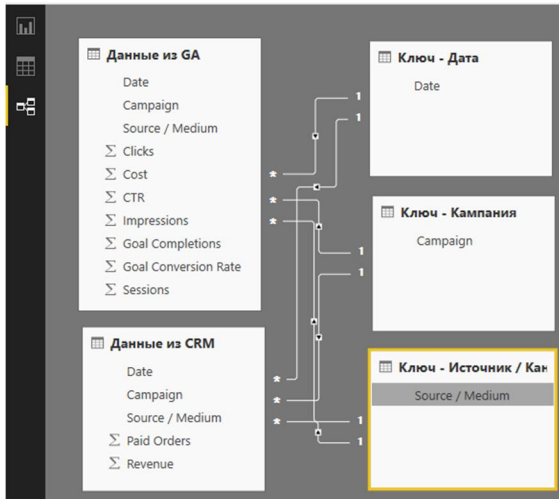 Данные из GA
Date
Campaign
Source / Medium
Σ Clicks
Σ Cost
Σ CTR
Σ Impressions
Σ Goal Completions
Σ Goal Conversion Rate
Σ Sessions
Ключ - Дата
Date
1
1
*
*
*
Ключ - Кампания
Campaign
1
1
Данные из CRM
Date
Campaign
Source / Medium
Σ Paid Orders
Σ Revenue
*
*
*
Ключ - Источник / Кан
Source / Medium
1
1